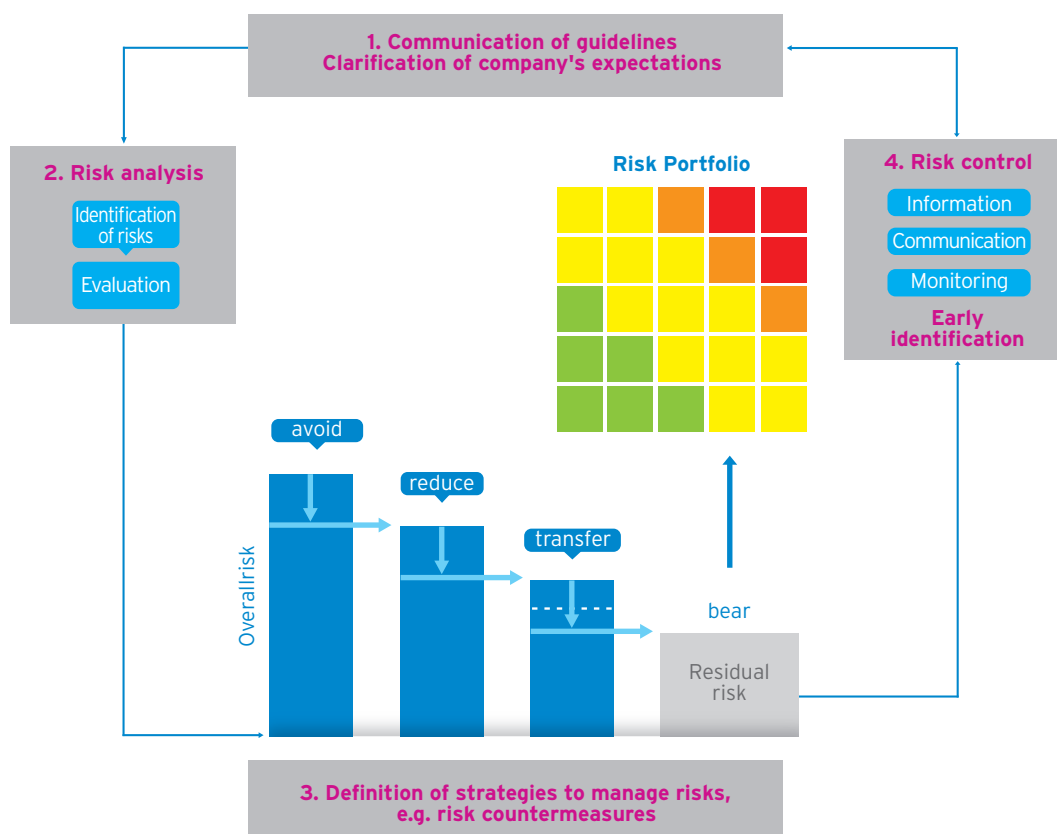 1. Communication of guidelines
Clarification of company's expectations
2. Risk analysis
Identification
of risks
Evaluation
Risk Portfolio
4. Risk control
Information
Communication
Monitoring
Early
identification
avoid
reduce
transfer
bear
Overallrisk
Residual
risk
3. Definition of strategies to manage risks,
e.g. risk countermeasures